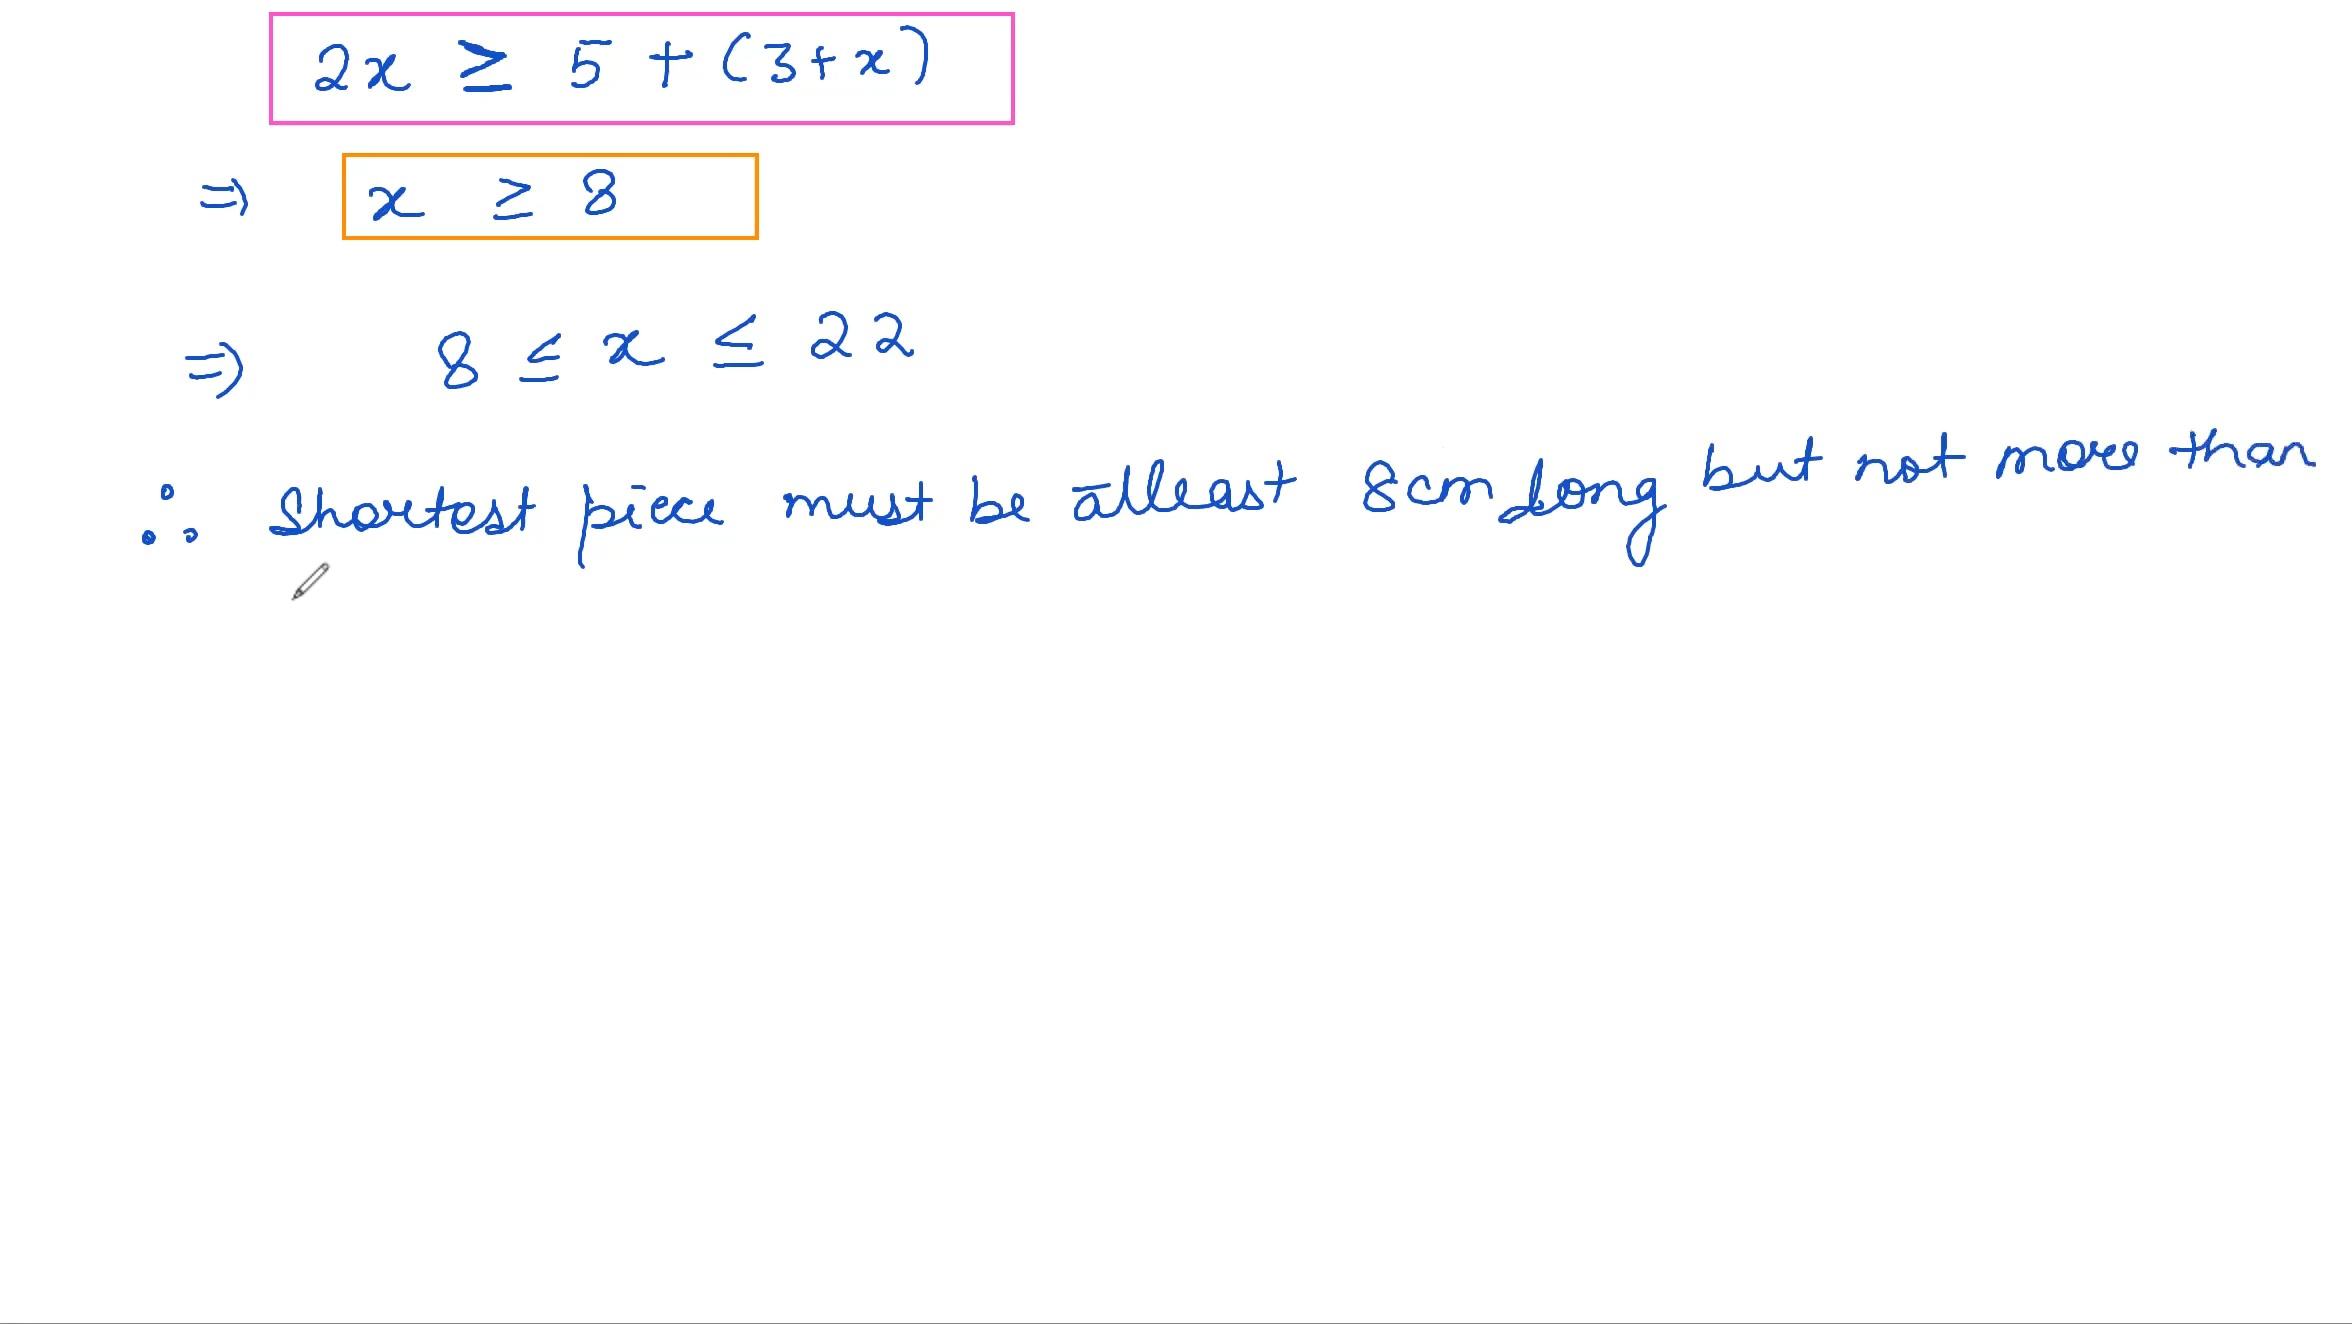 2x ≥ 5 + (3+x)
⇒ x ≥ 8
⇒ 8 ≤ x ≤ 22
∴ Shortest piece must be atleast 8cm long but not more than